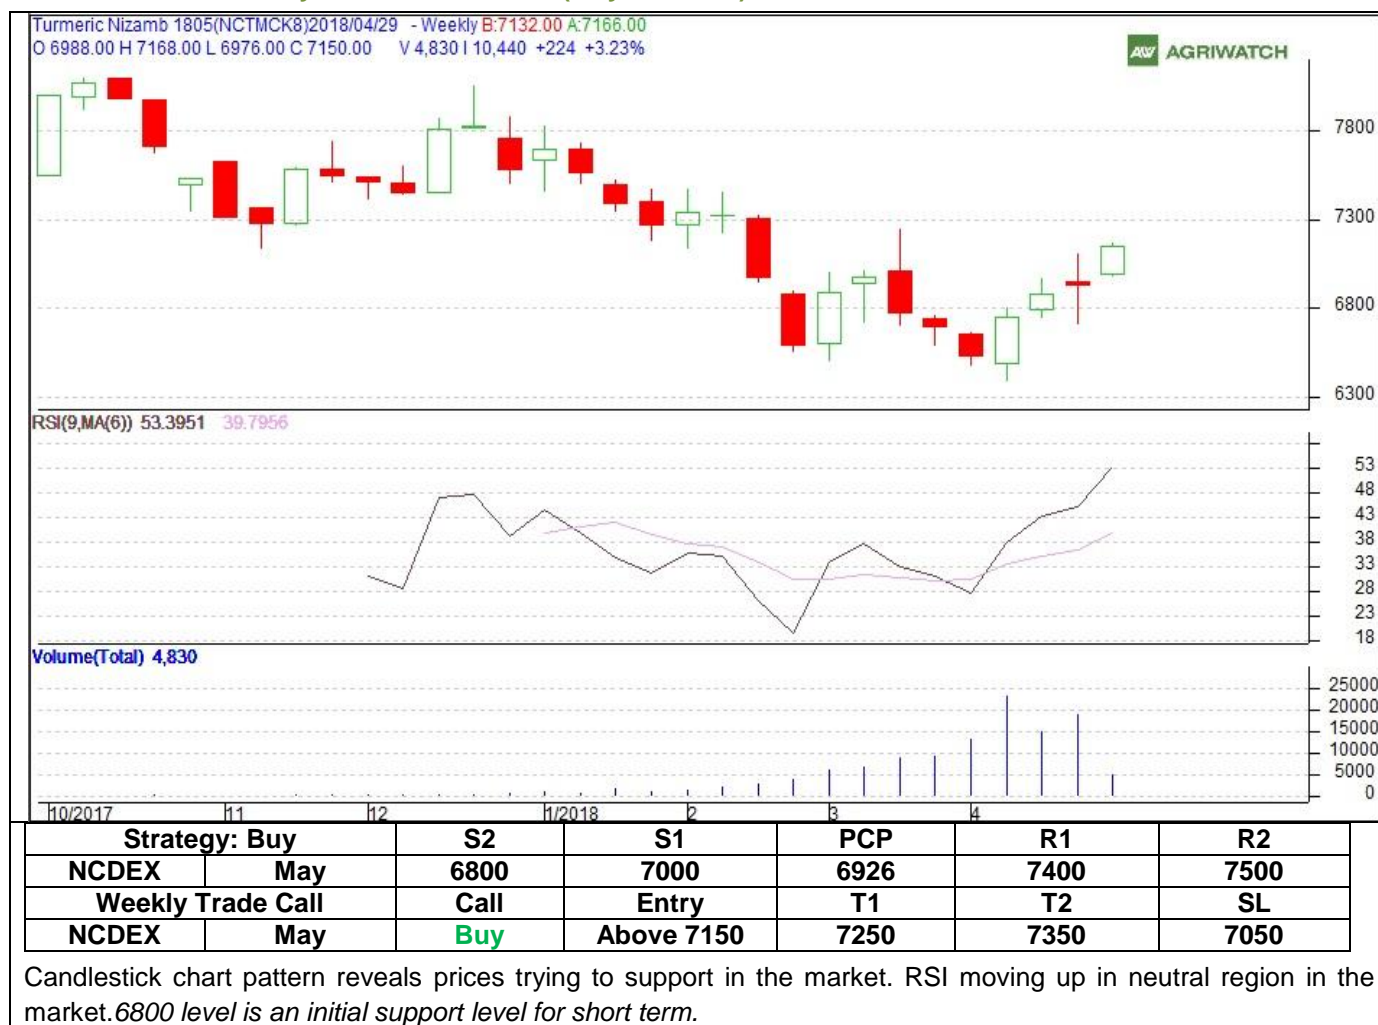 Turmeric Nizamb 1805(NCTMCK8)2018/04/29 - Weekly B:7132.00 A:7166.00
O 6988.00 H 7168.00 L 6976.00 C 7150.00 V 4,830 I 10,440 +224 +3.23%
AW AGRIWATCH
7800
7300
6800
6300
RSI(9,MA(6)) 53.3951 39.7956
53
48
43
38
33
28
23
18
Volume(Total) 4,830
25000
20000
15000
10000
5000
0
10/2017 11 12 1/2018 2 3 4
Strategy: Buy S2 S1 PCP R1 R2
NCDEX May 6800 7000 6926 7400 7500
Weekly Trade Call Call Entry T1 T2 SL
NCDEX May Buy Above 7150 7250 7350 7050
Candlestick chart pattern reveals prices trying to support in the market. RSI moving up in neutral region in the
market.6800 level is an initial support level for short term.